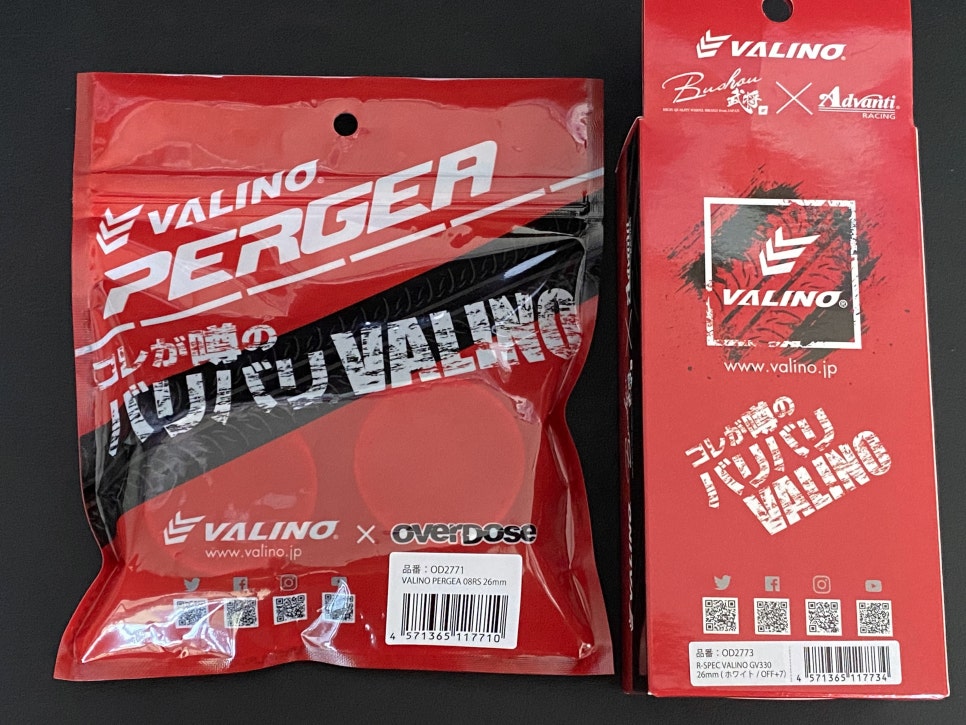 VALINO®
PERGEA
コレが噂の
バリバリVALINO
VALINO® × OVERDOSE
www.valino.jp
品番：OD2771
VALINO PERGEA 08RS 26mm
4 571365 117710
VALINO®
Buchou 武将 × Advanti®
RACING
VALINO®
www.valino.jp
コレが噂の
バリバリ
VALINO
品番：OD2773
R-SPEC VALINO GV330
26mm ( ホワイト / OFF+7)
4 571365 117734